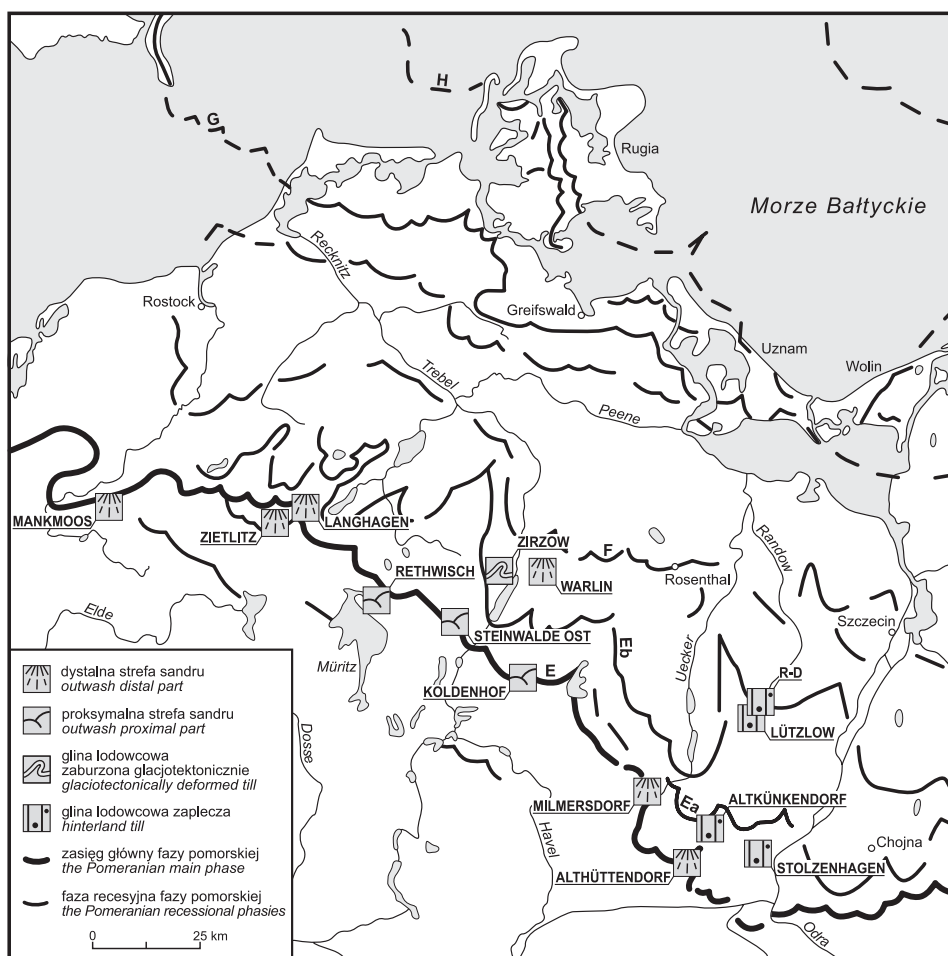 H
G
Rugia
Morze Bałtyckie
Recknitz
Rostock
Greifswald
Uznam
Wolin
Trebel
Peene
MANKMOOS
LANGHAGEN
ZIETLITZ
ZIRZOW
F
Randow
RETHWISCH
Rosenthal
WARLIN
Elde
STEINWALDE OST
Szczecin
Müritz
E
Eb
Uecker
R-D
KOLDENHOF
LÜTZLOW
Dosse
MILMERSDORF
Ea
ALTKÜNKENDORF
Havel
Chojna
ALTHÜTTENDORF
STOLZENHAGEN
Odra
dystalna strefa sandru
outwash distal part
proksymalna strefa sandru
outwash proximal part
glina lodowcowa
zaburzona glacjotektonicznie
glaciotectonically deformed till
glina lodowcowa zaplecza
hinterland till
zasięg główny fazy pomorskiej
the Pomeranian main phase
faza recesyjna fazy pomorskiej
the Pomeranian recessional phasies
0 25 km